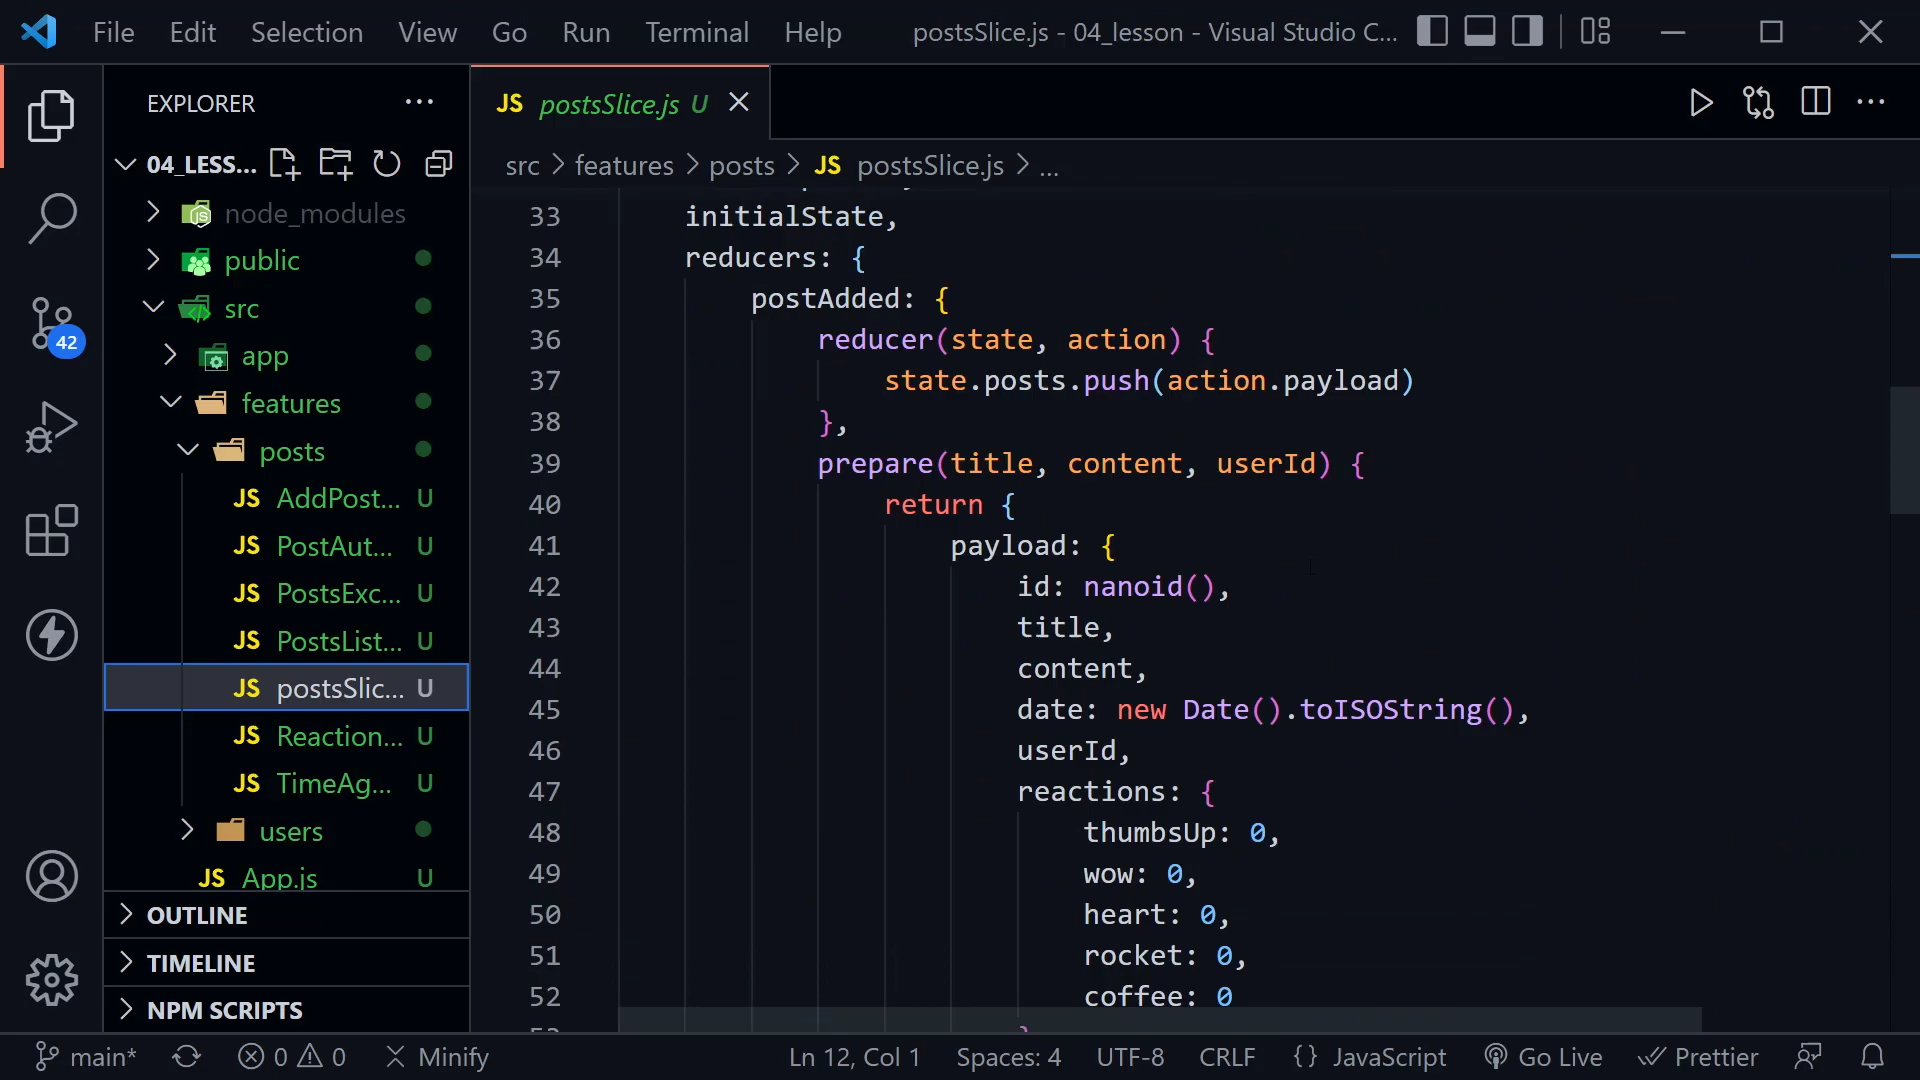 File Edit Selection View Go Run Terminal Help postsSlice.js - 04_lesson - Visual Studio C...
EXPLORER
04_LESS...
node_modules
public
src
app
features
posts
JS AddPost... U
JS PostAut... U
JS PostsExc... U
JS PostsList... U
JS postsSlic... U
JS Reaction... U
JS TimeAg... U
users
JS App.js U
OUTLINE
TIMELINE
NPM SCRIPTS
42
JS postsSlice.js U
src > features > posts > JS postsSlice.js > ...
33 initialState,
34 reducers: {
35 postAdded: {
36 reducer(state, action) {
37 state.posts.push(action.payload)
38 },
39 prepare(title, content, userId) {
40 return {
41 payload: {
42 id: nanoid(),
43 title,
44 content,
45 date: new Date().toISOString(),
46 userId,
47 reactions: {
48 thumbsUp: 0,
49 wow: 0,
50 heart: 0,
51 rocket: 0,
52 coffee: 0
main* 0 0 Minify Ln 12, Col 1 Spaces: 4 UTF-8 CRLF {} JavaScript Go Live Prettier